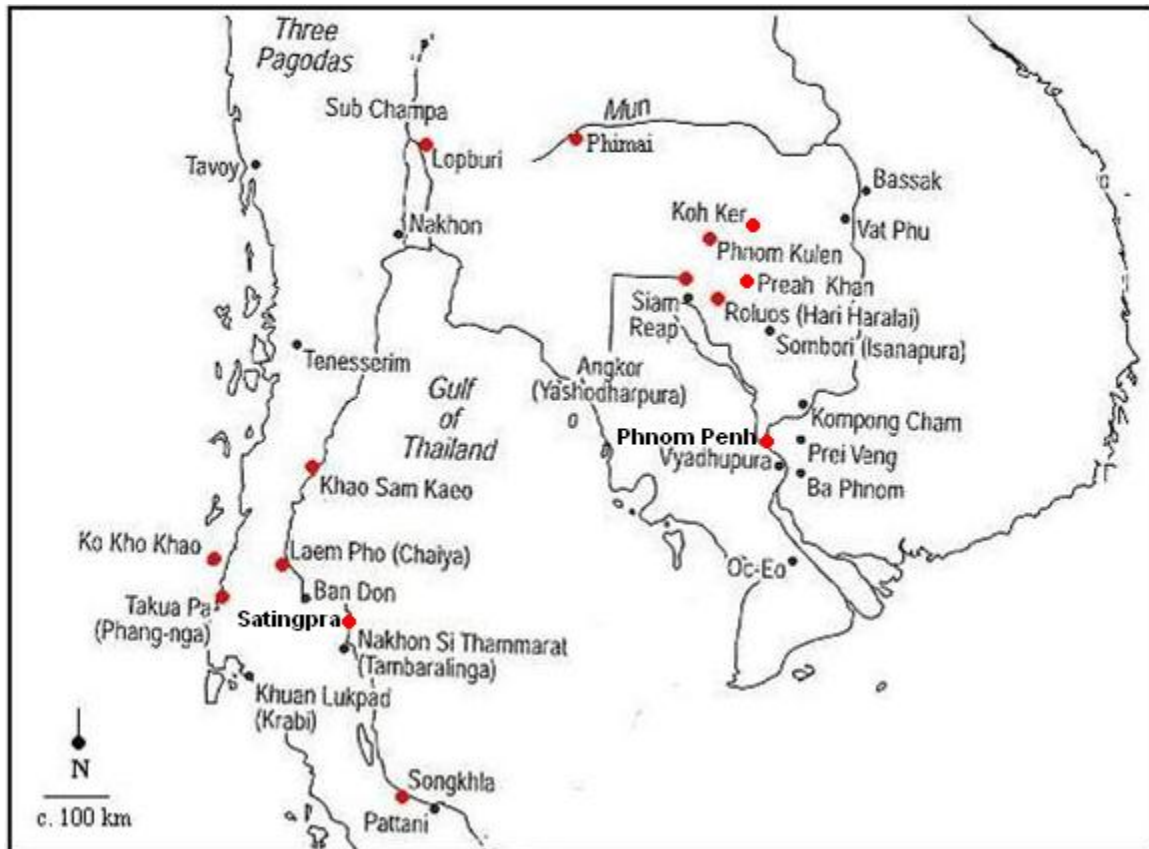 Three
Pagodas
Sub Champa
Mun
Lopburi
Phimai
Tavoy
Bassak
Koh Ker
Vat Phu
Nakhon
Phnom Kulen
Preah Khan
Siam
Reap
Roluos (Hari Haralai)
Sombori (Isanapura)
Tenesserim
Angkor
(Yashodharpura)
Gulf
of
Thailand
Kompong Cham
Phnom Penh
Prei Veng
Vyadhupura
Ba Phnom
Khao Sam Kaeo
Ko Kho Khao
Laem Pho (Chaiya)
Oc-Eo
Ban Don
Takua Pa
(Phang-nga)
Satingpra
Nakhon Si Thammarat
(Tambaralinga)
Khuan Lukpad
(Krabi)
N
Songkhla
c. 100 km
Pattani